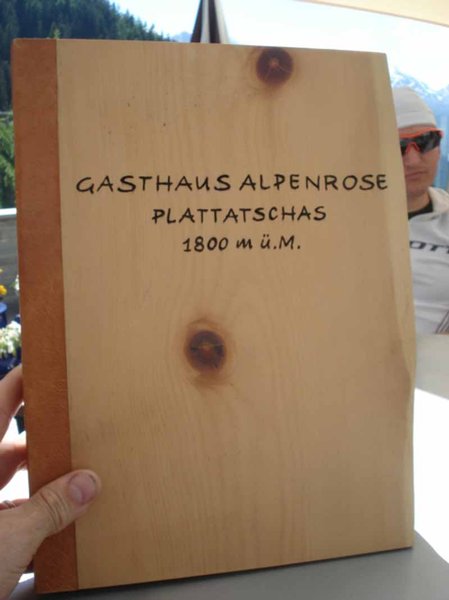 GASTHAUS ALPENROSE
PLATTATSCHAS
1800 m ü.M.